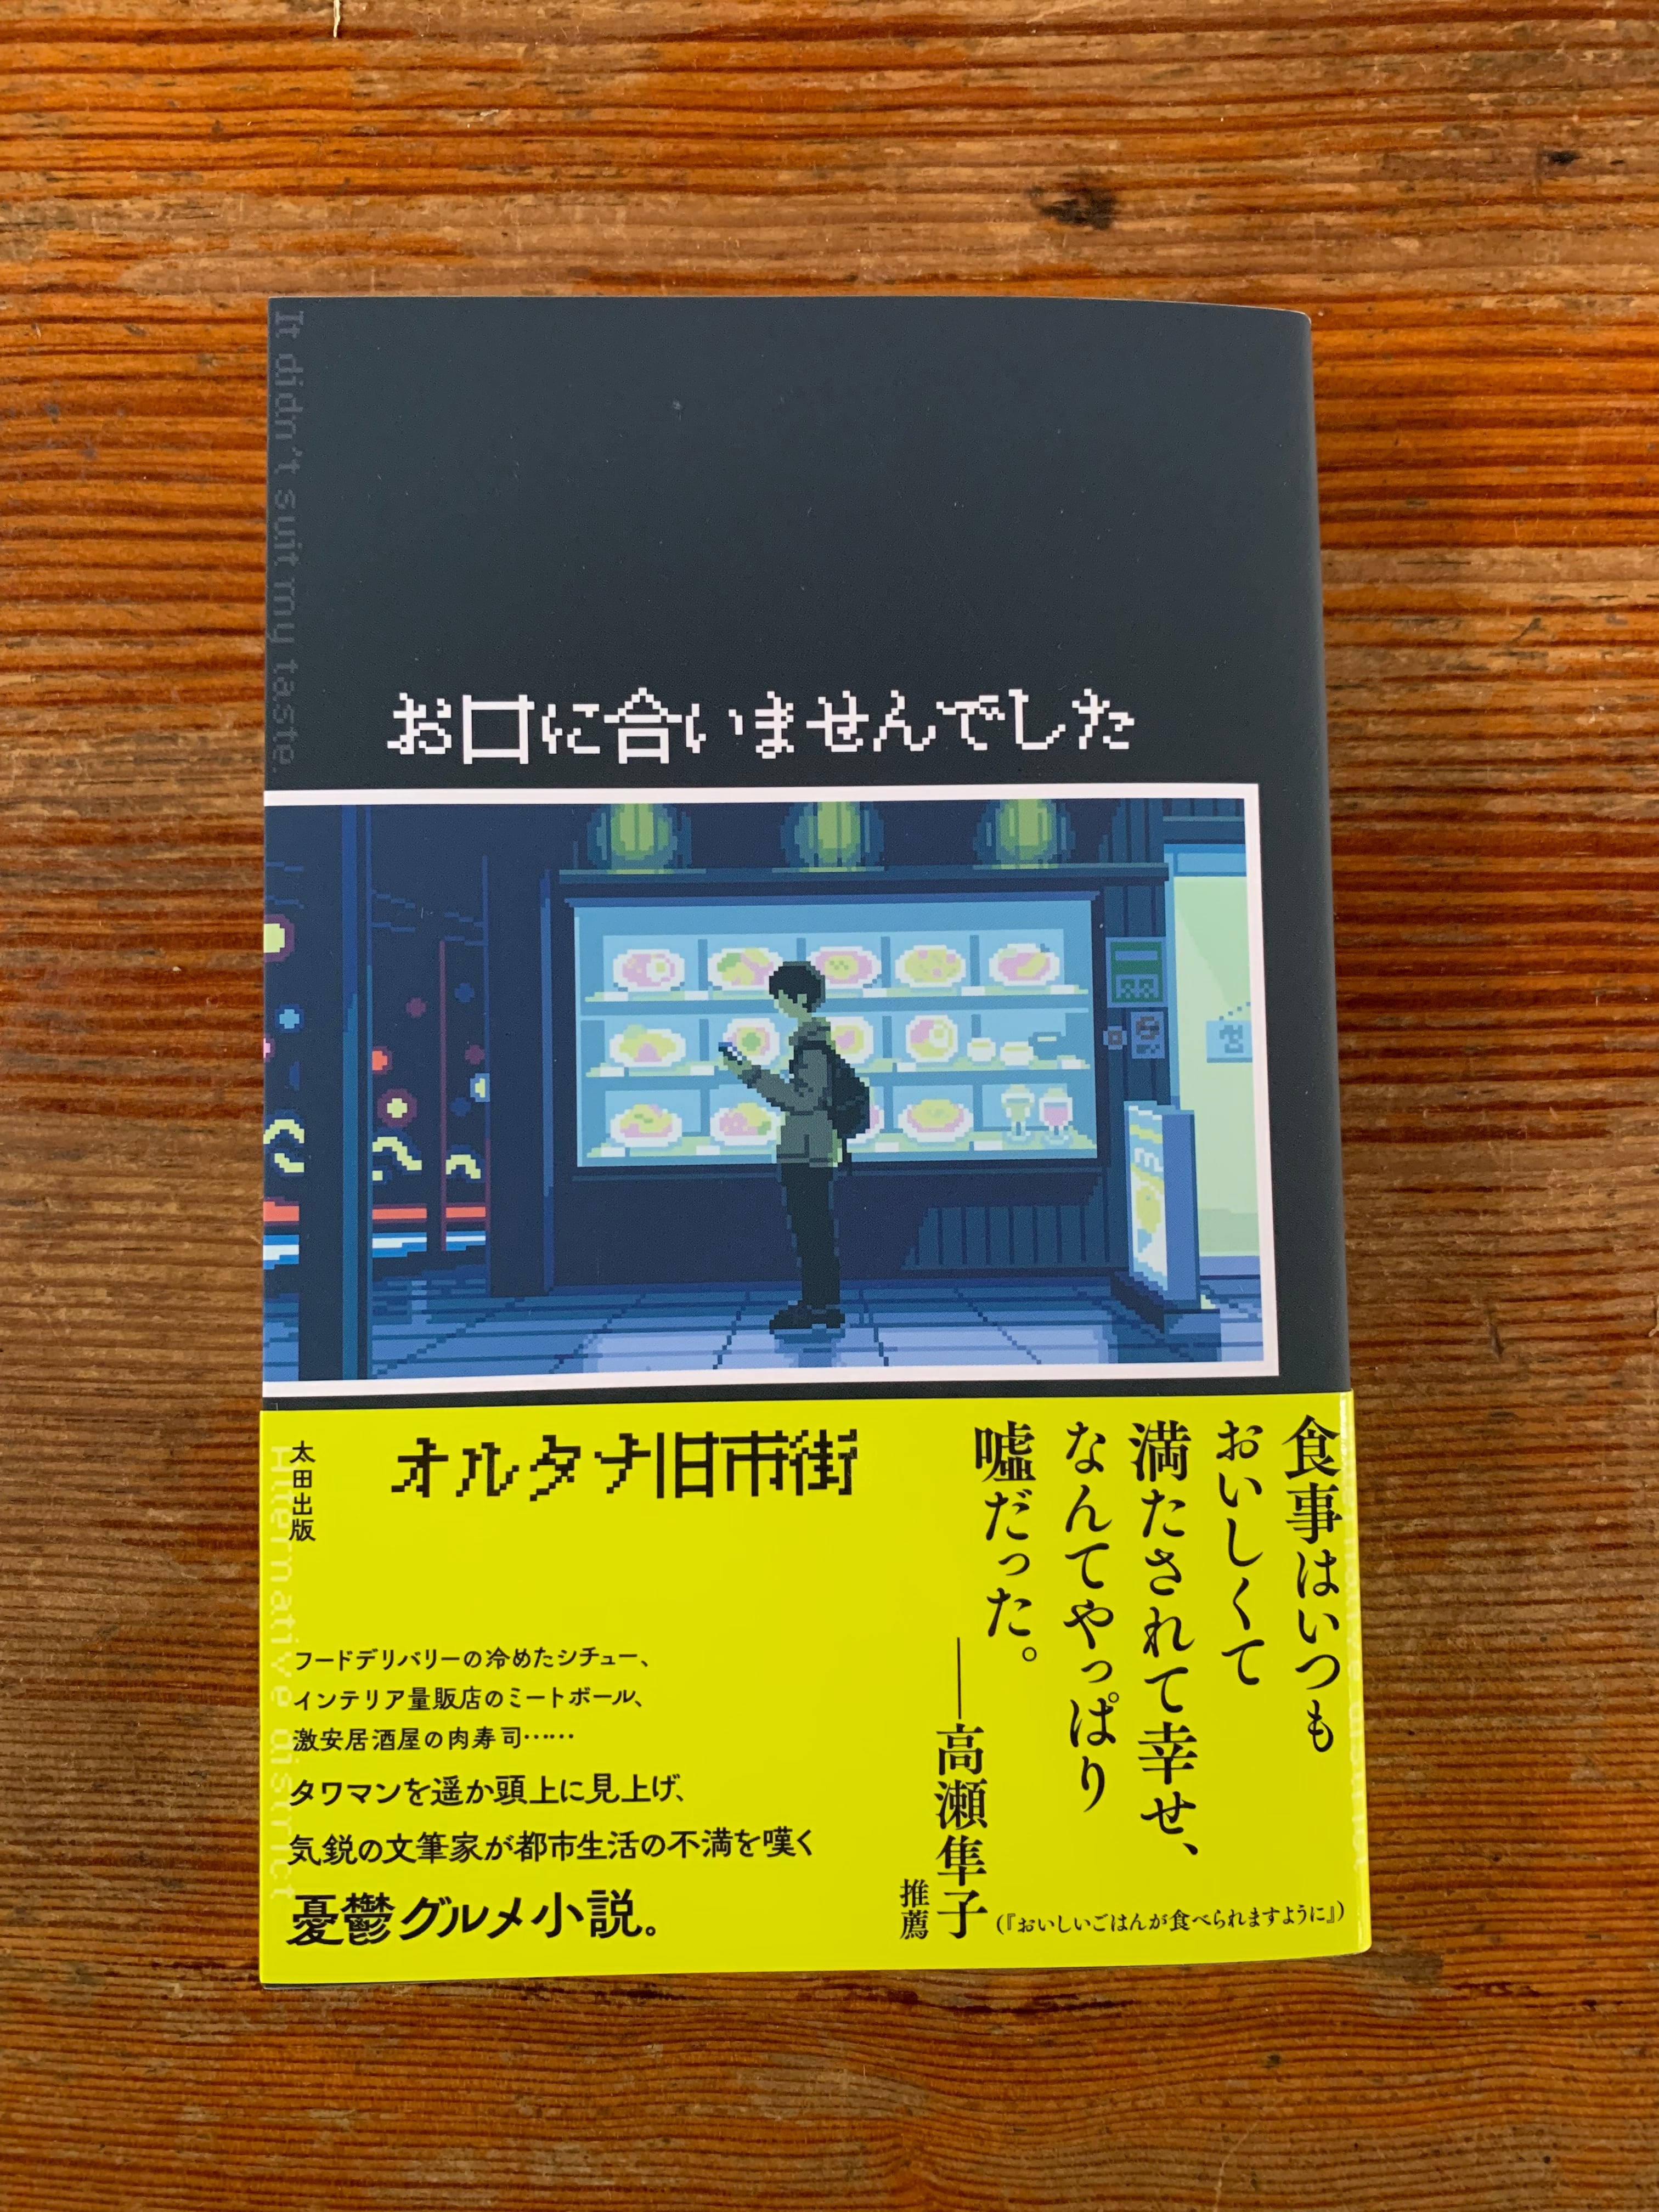 It didn't suit my taste.
お口に合いませんでした
オルタナ旧市街
太田出版
Alternative district
食事はいつも
おいしくて
満たされて幸せ、
なんてやっぱり
嘘だった。
——高瀬隼子
(『おいしいごはんが食べられますように』)
推薦
フードデリバリーの冷めたシチュー、
インテリア量販店のミートボール、
激安居酒屋の肉寿司……
タワマンを遥か頭上に見上げ、
気鋭の文筆家が都市生活の不満を嘆く
憂鬱グルメ小説。